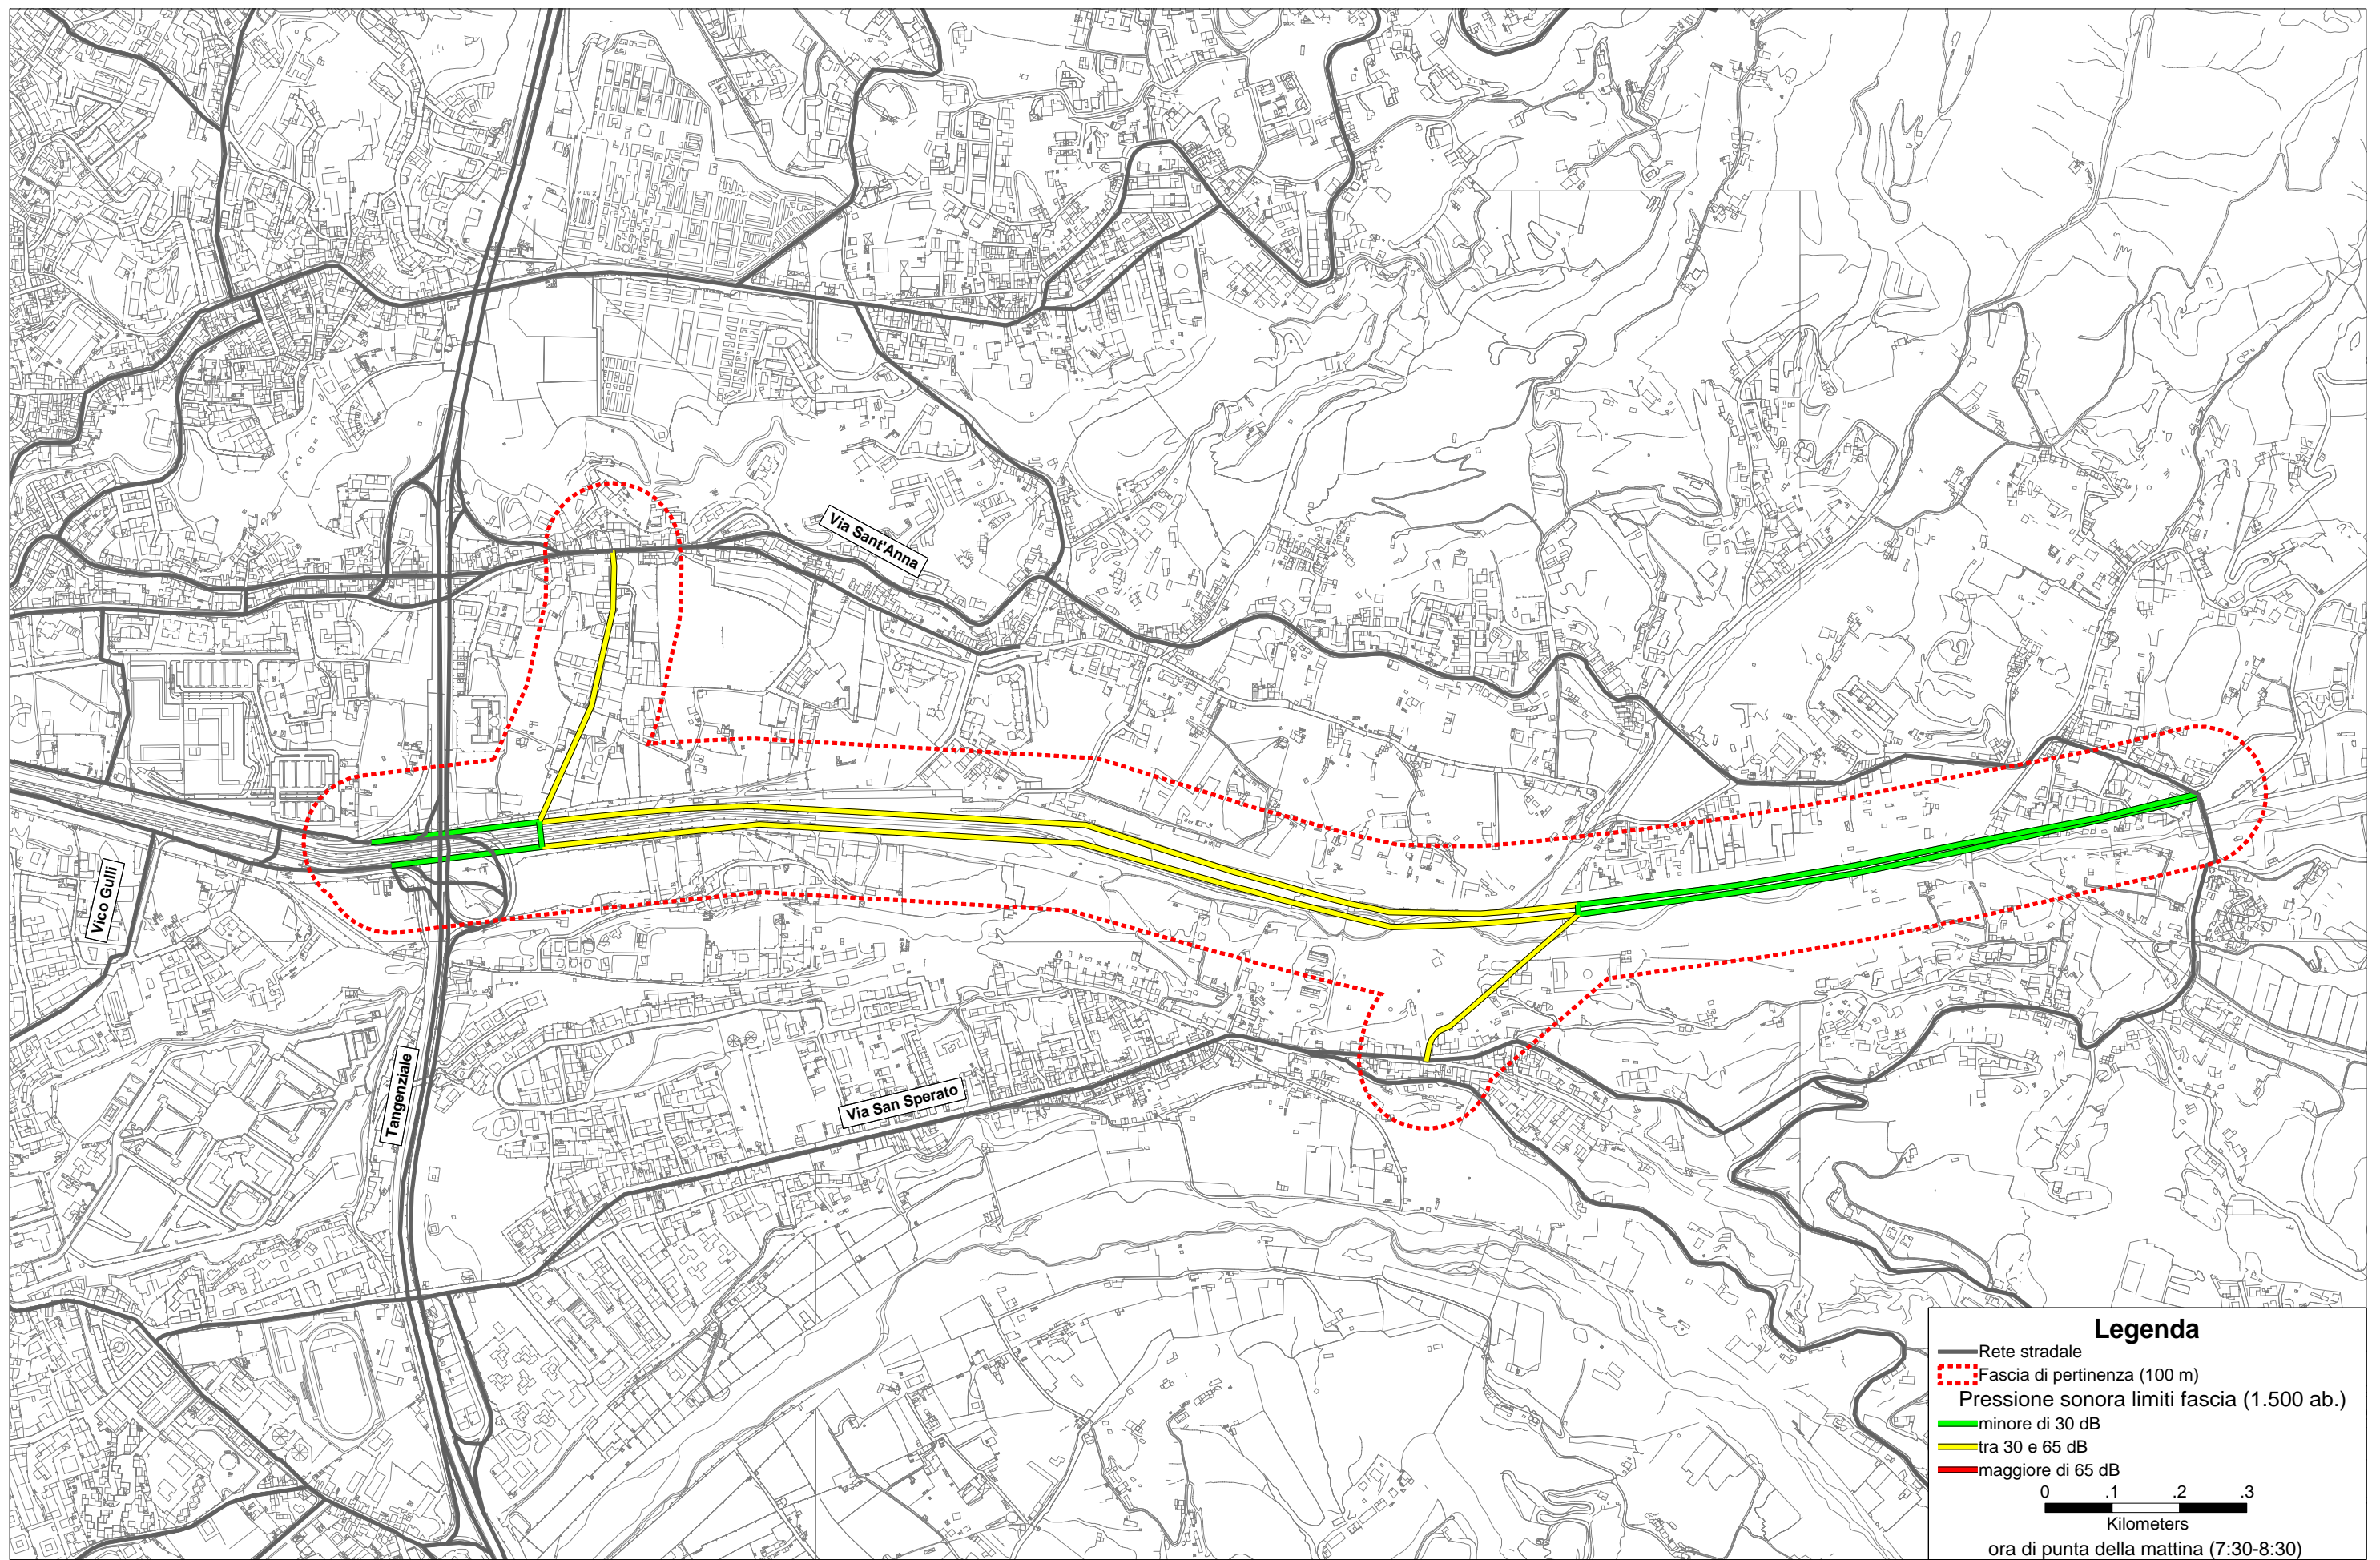 Via Sant'Anna
Vico Gullì
Tangenziale
Via San Sperato
Legenda
Rete stradale
Fascia di pertinenza (100 m)
Pressione sonora limiti fascia (1.500 ab.)
minore di 30 dB
tra 30 e 65 dB
maggiore di 65 dB
0 .1 .2 .3
Kilometers
ora di punta della mattina (7:30-8:30)